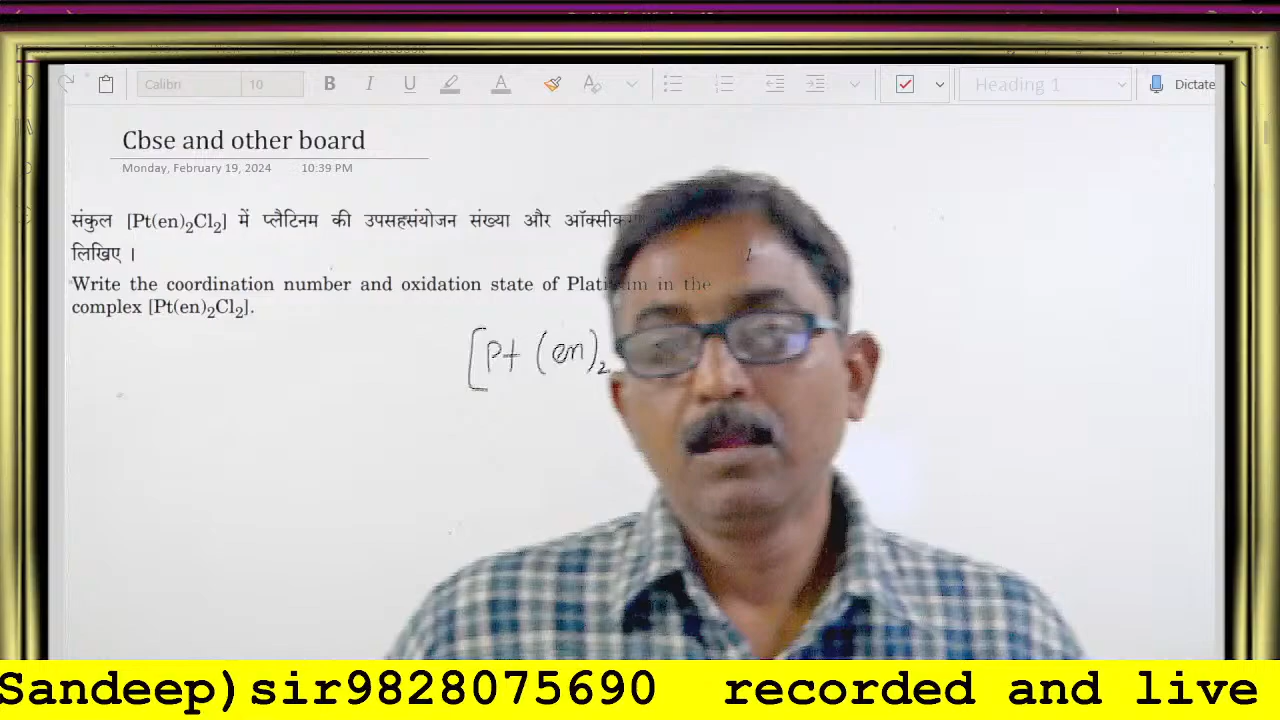 Calibri 10 B I U A A Heading 1 Dictate
Cbse and other board
Monday, February 19, 2024 10:39 PM
संकुल [Pt(en)₂Cl₂] में प्लैटिनम की उपसहसंयोजन संख्या और
लिखिए ।
Write the coordination number and oxidation state of Platinum in the
complex [Pt(en)₂Cl₂].
[Pt (en)₂
Sandeep)sir9828075690 recorded and live